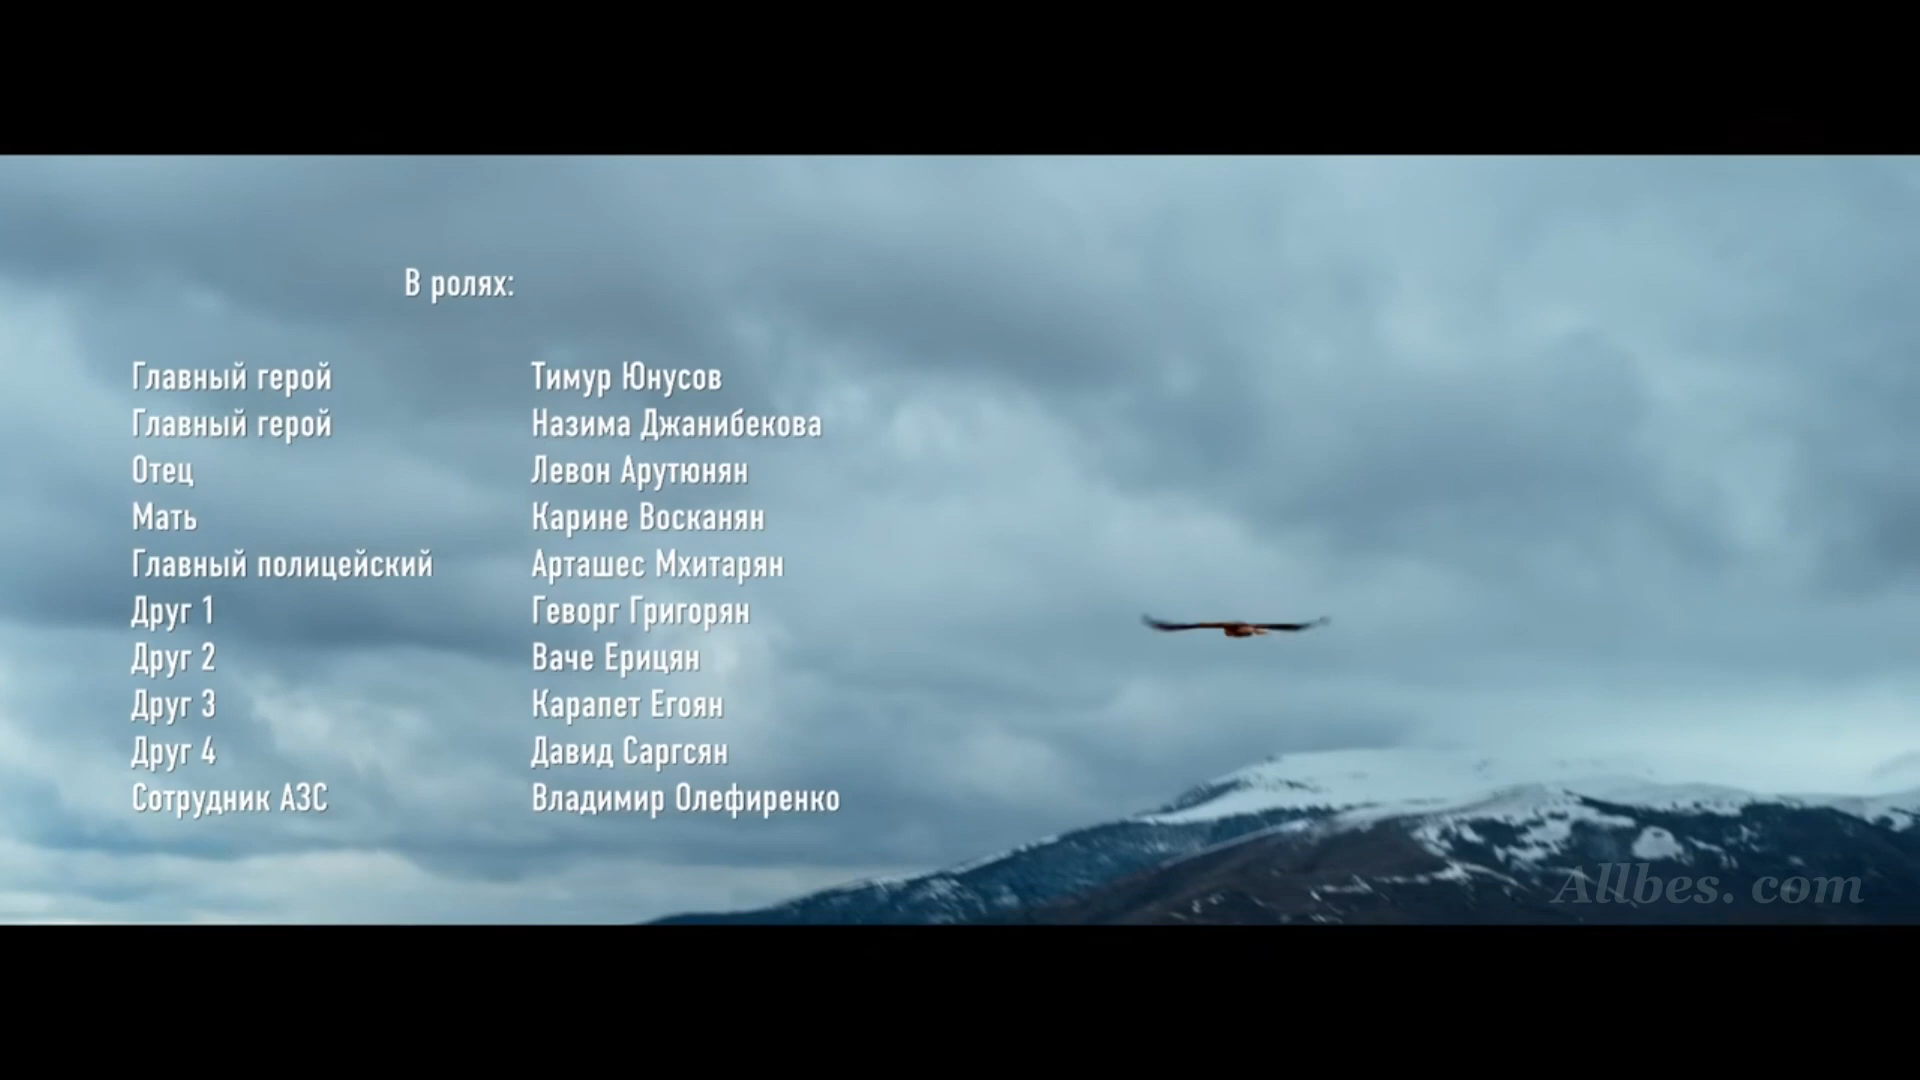 В ролях:
Главный герой Тимур Юнусов
Главный герой Назима Джанибекова
Отец Левон Арутюнян
Мать Карине Восканян
Главный полицейский Арташес Мхитарян
Друг 1 Геворг Григорян
Друг 2 Ваче Ерицян
Друг 3 Карапет Егоян
Друг 4 Давид Саргсян
Сотрудник АЗС Владимир Олефиренко
Allbes. com